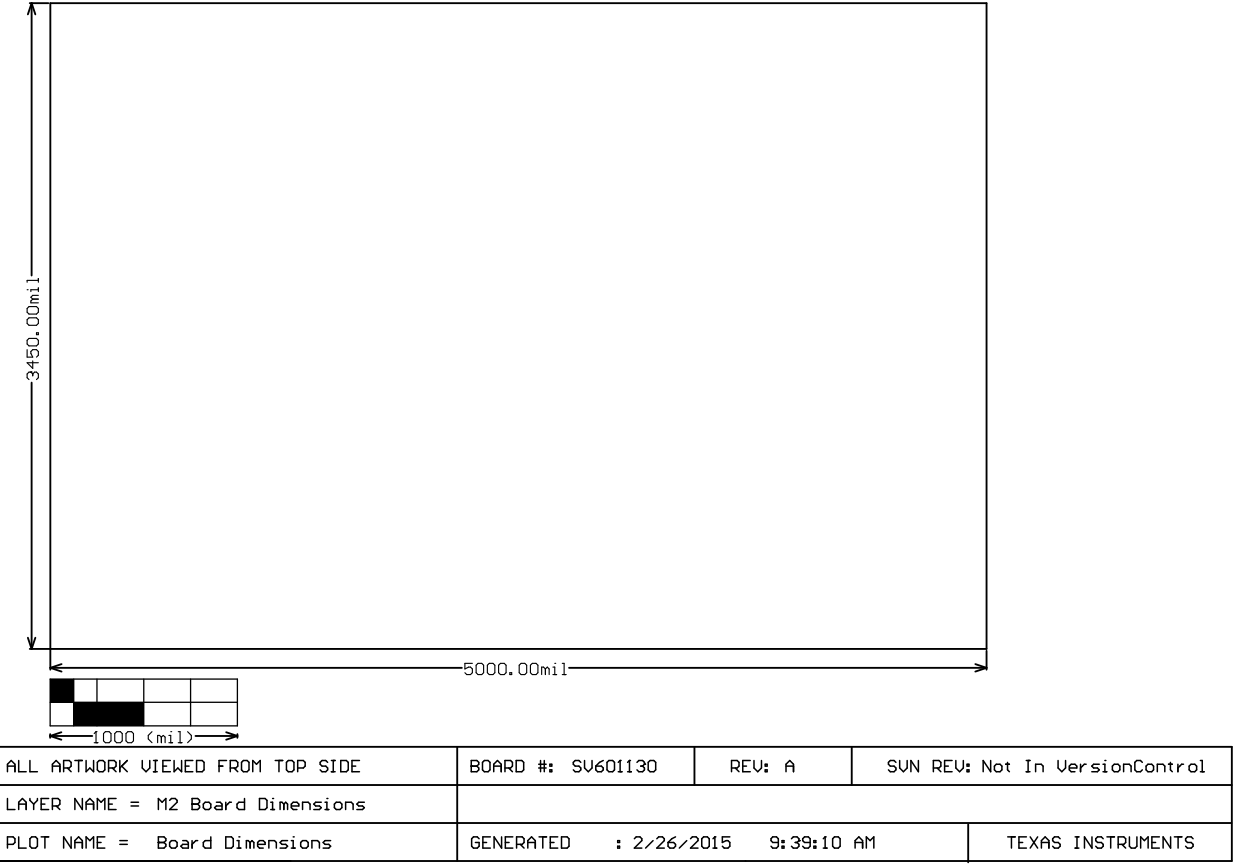 3450.00mil
5000.00mil
1000 (mil)
ALL ARTWORK VIEWED FROM TOP SIDE
BOARD #: SV601130
REV: A
SVN REV: Not In VersionControl
LAYER NAME = M2 Board Dimensions
PLOT NAME = Board Dimensions
GENERATED : 2/26/2015 9:39:10 AM
TEXAS INSTRUMENTS